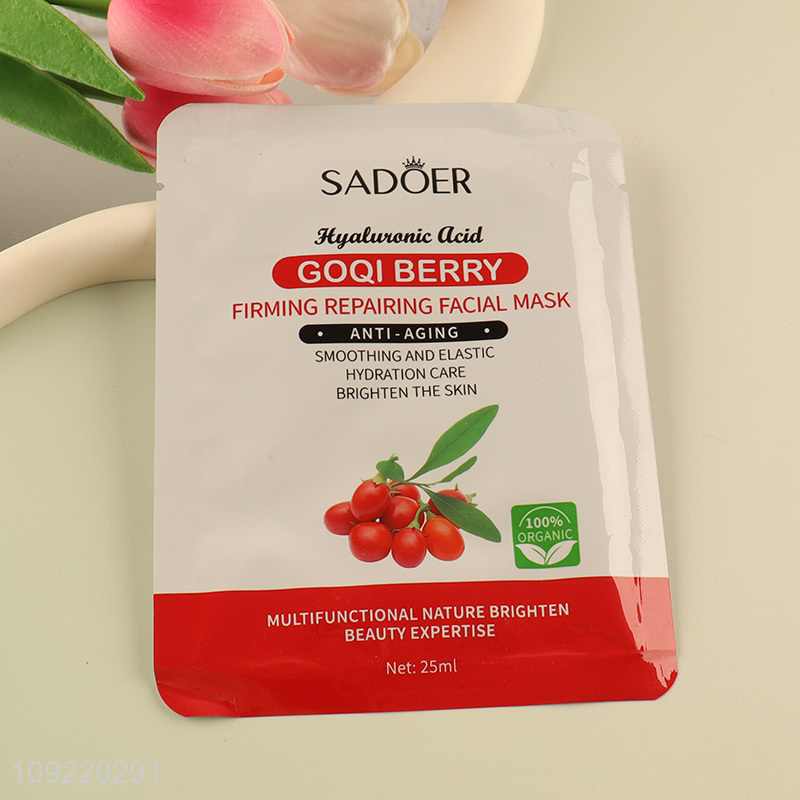 SADOER
Hyaluronic Acid
GOQI BERRY
FIRMING REPAIRING FACIAL MASK
• ANTI-AGING •
SMOOTHING AND ELASTIC
HYDRATION CARE
BRIGHTEN THE SKIN
100%
ORGANIC
MULTIFUNCTIONAL NATURE BRIGHTEN
BEAUTY EXPERTISE
Net: 25ml
109220291